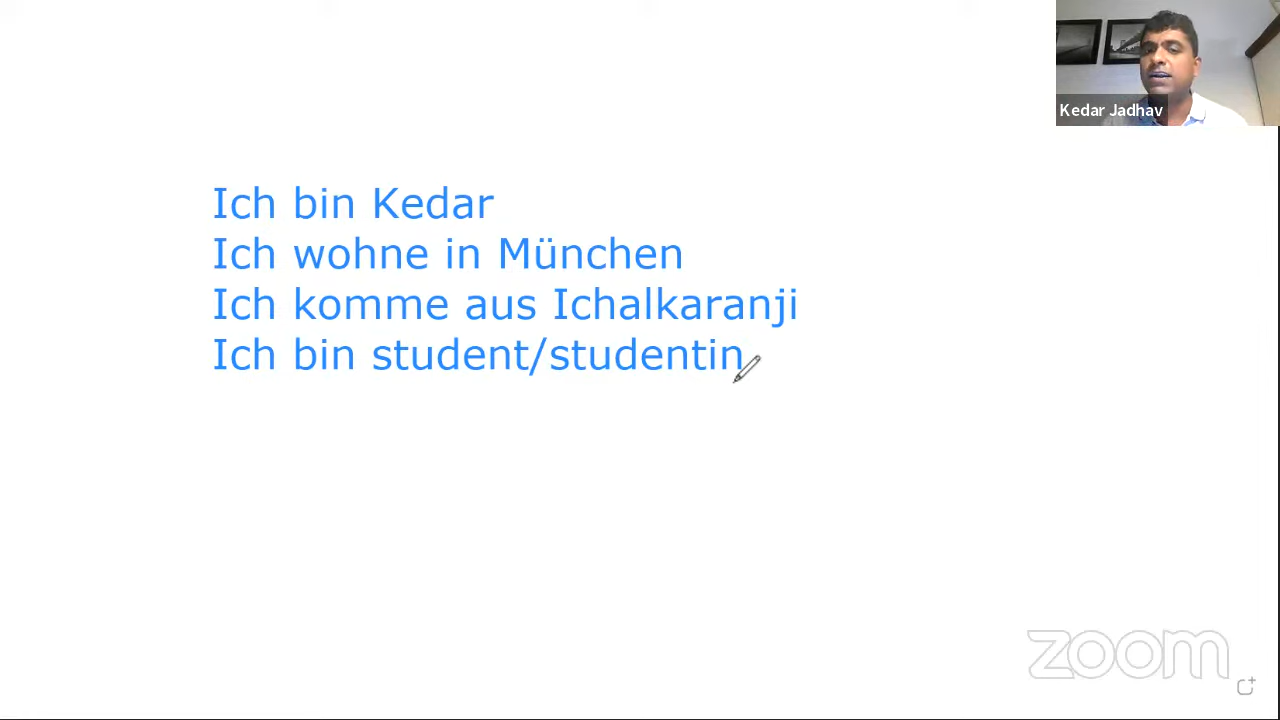 Kedar Jadhav
Ich bin Kedar
Ich wohne in München
Ich komme aus Ichalkaranji
Ich bin student/studentin
zoom